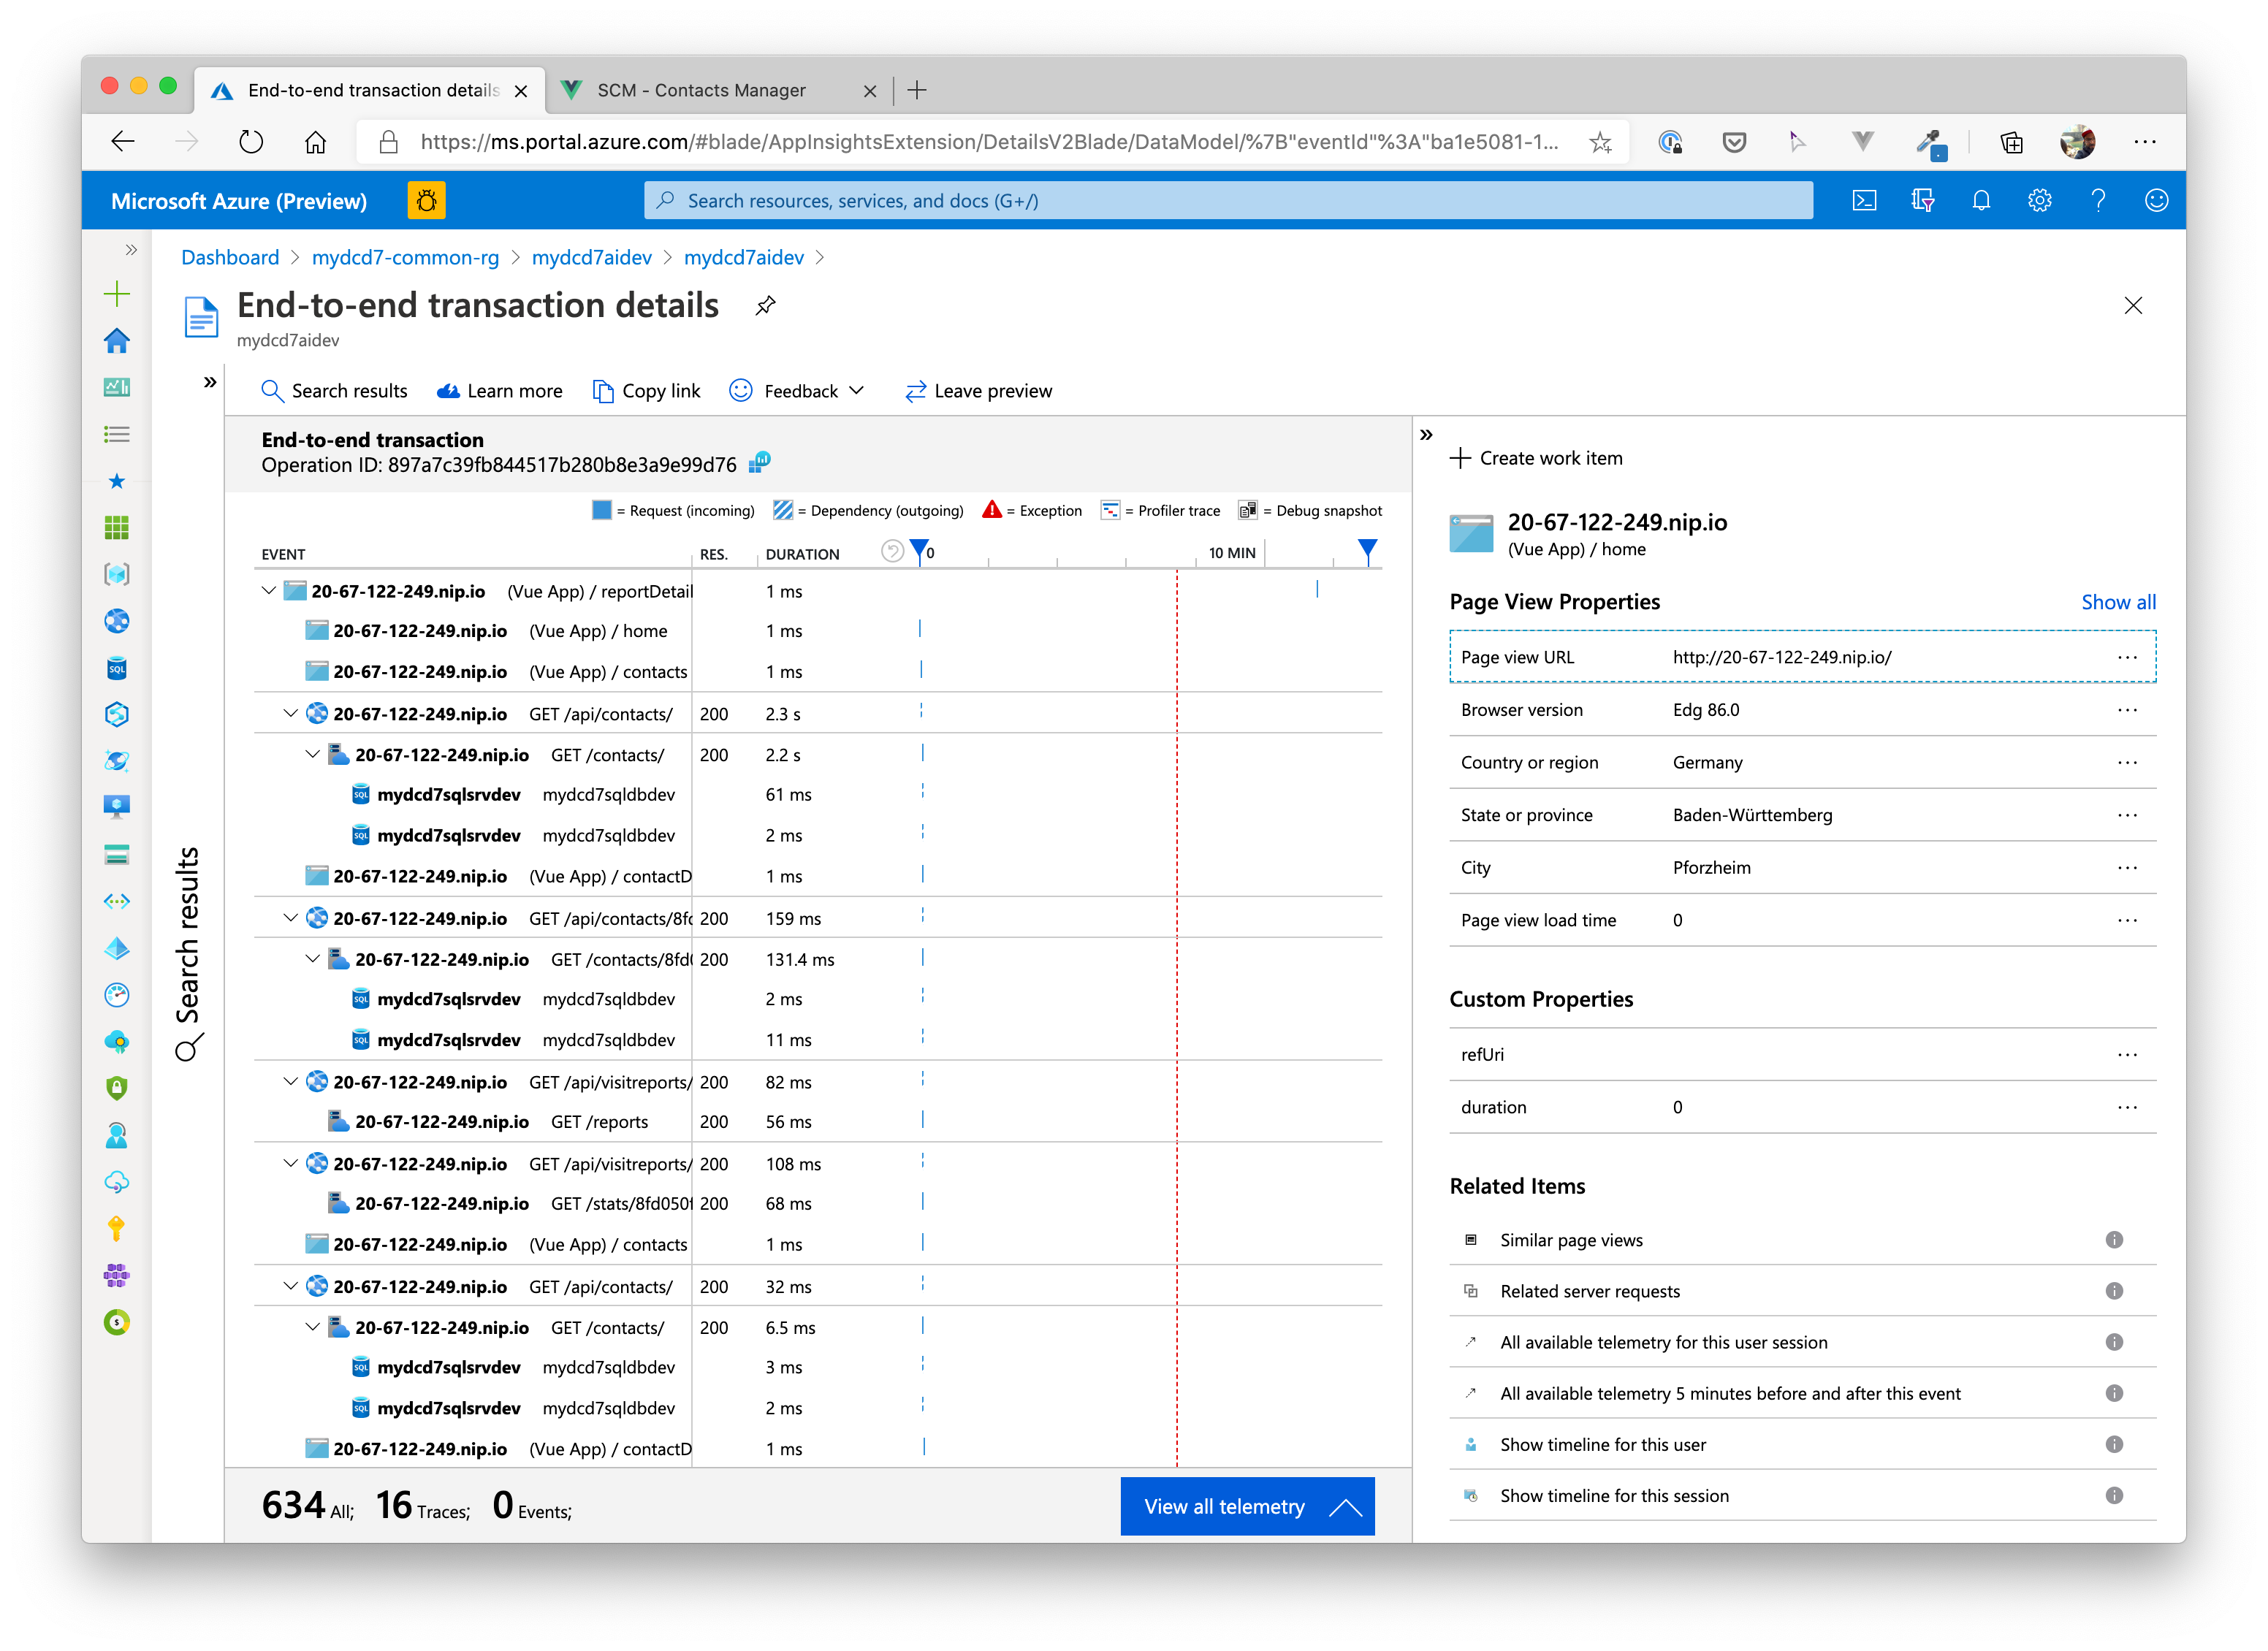 End-to-end transaction details
SCM - Contacts Manager
https://ms.portal.azure.com/#blade/AppInsightsExtension/DetailsV2Blade/DataModel/%7B"eventId"%3A"ba1e5081-1...
Microsoft Azure (Preview)
Search resources, services, and docs (G+/)
Dashboard > mydcd7-common-rg > mydcd7aidev > mydcd7aidev >
End-to-end transaction details
mydcd7aidev
Search results
Learn more
Copy link
Feedback
Leave preview
Search results
End-to-end transaction
Operation ID: 897a7c39fb844517b280b8e3a9e99d76
= Request (incoming) = Dependency (outgoing) = Exception = Profiler trace = Debug snapshot
EVENT RES. DURATION 0 10 MIN
20-67-122-249.nip.io (Vue App) / reportDetail 1 ms
20-67-122-249.nip.io (Vue App) / home 1 ms
20-67-122-249.nip.io (Vue App) / contacts 1 ms
20-67-122-249.nip.io GET /api/contacts/ 200 2.3 s
20-67-122-249.nip.io GET /contacts/ 200 2.2 s
SQL mydcd7sqlsrvdev mydcd7sqldbdev 61 ms
SQL mydcd7sqlsrvdev mydcd7sqldbdev 2 ms
20-67-122-249.nip.io (Vue App) / contactD 1 ms
20-67-122-249.nip.io GET /api/contacts/8fd 200 159 ms
20-67-122-249.nip.io GET /contacts/8fd0 200 131.4 ms
SQL mydcd7sqlsrvdev mydcd7sqldbdev 2 ms
SQL mydcd7sqlsrvdev mydcd7sqldbdev 11 ms
20-67-122-249.nip.io GET /api/visitreports/ 200 82 ms
20-67-122-249.nip.io GET /reports 200 56 ms
20-67-122-249.nip.io GET /api/visitreports/ 200 108 ms
20-67-122-249.nip.io GET /stats/8fd050f 200 68 ms
20-67-122-249.nip.io (Vue App) / contacts 1 ms
20-67-122-249.nip.io GET /api/contacts/ 200 32 ms
20-67-122-249.nip.io GET /contacts/ 200 6.5 ms
SQL mydcd7sqlsrvdev mydcd7sqldbdev 3 ms
SQL mydcd7sqlsrvdev mydcd7sqldbdev 2 ms
20-67-122-249.nip.io (Vue App) / contactD 1 ms
634 All; 16 Traces; 0 Events;
View all telemetry
Create work item
20-67-122-249.nip.io
(Vue App) / home
Page View Properties
Show all
Page view URL http://20-67-122-249.nip.io/ ...
Browser version Edg 86.0 ...
Country or region Germany ...
State or province Baden-Württemberg ...
City Pforzheim ...
Page view load time 0 ...
Custom Properties
refUri ...
duration 0 ...
Related Items
Similar page views
Related server requests
All available telemetry for this user session
All available telemetry 5 minutes before and after this event
Show timeline for this user
Show timeline for this session